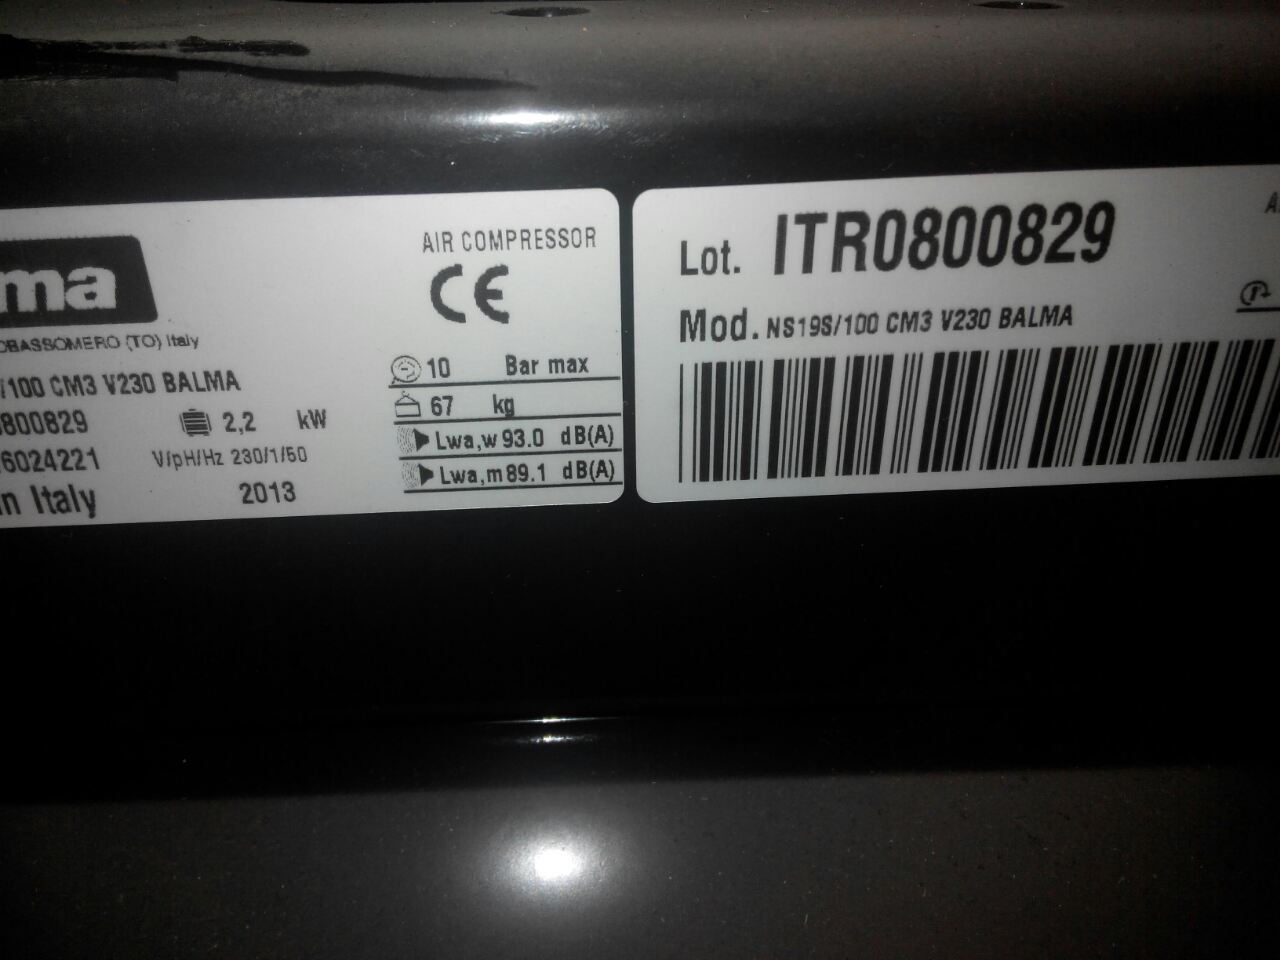 ma
OBASSOMERO (TO) Italy
/100 CM3 V230 BALMA
0800829
2,2 kW
6024221
V/pH/Hz 230/1/50
in Italy
2013
AIR COMPRESSOR
CE
10 Bar max
67 kg
Lwa,w 93.0 dB(A)
Lwa,m 89.1 dB(A)
Lot. ITR0800829
Mod. NS19S/100 CM3 V230 BALMA